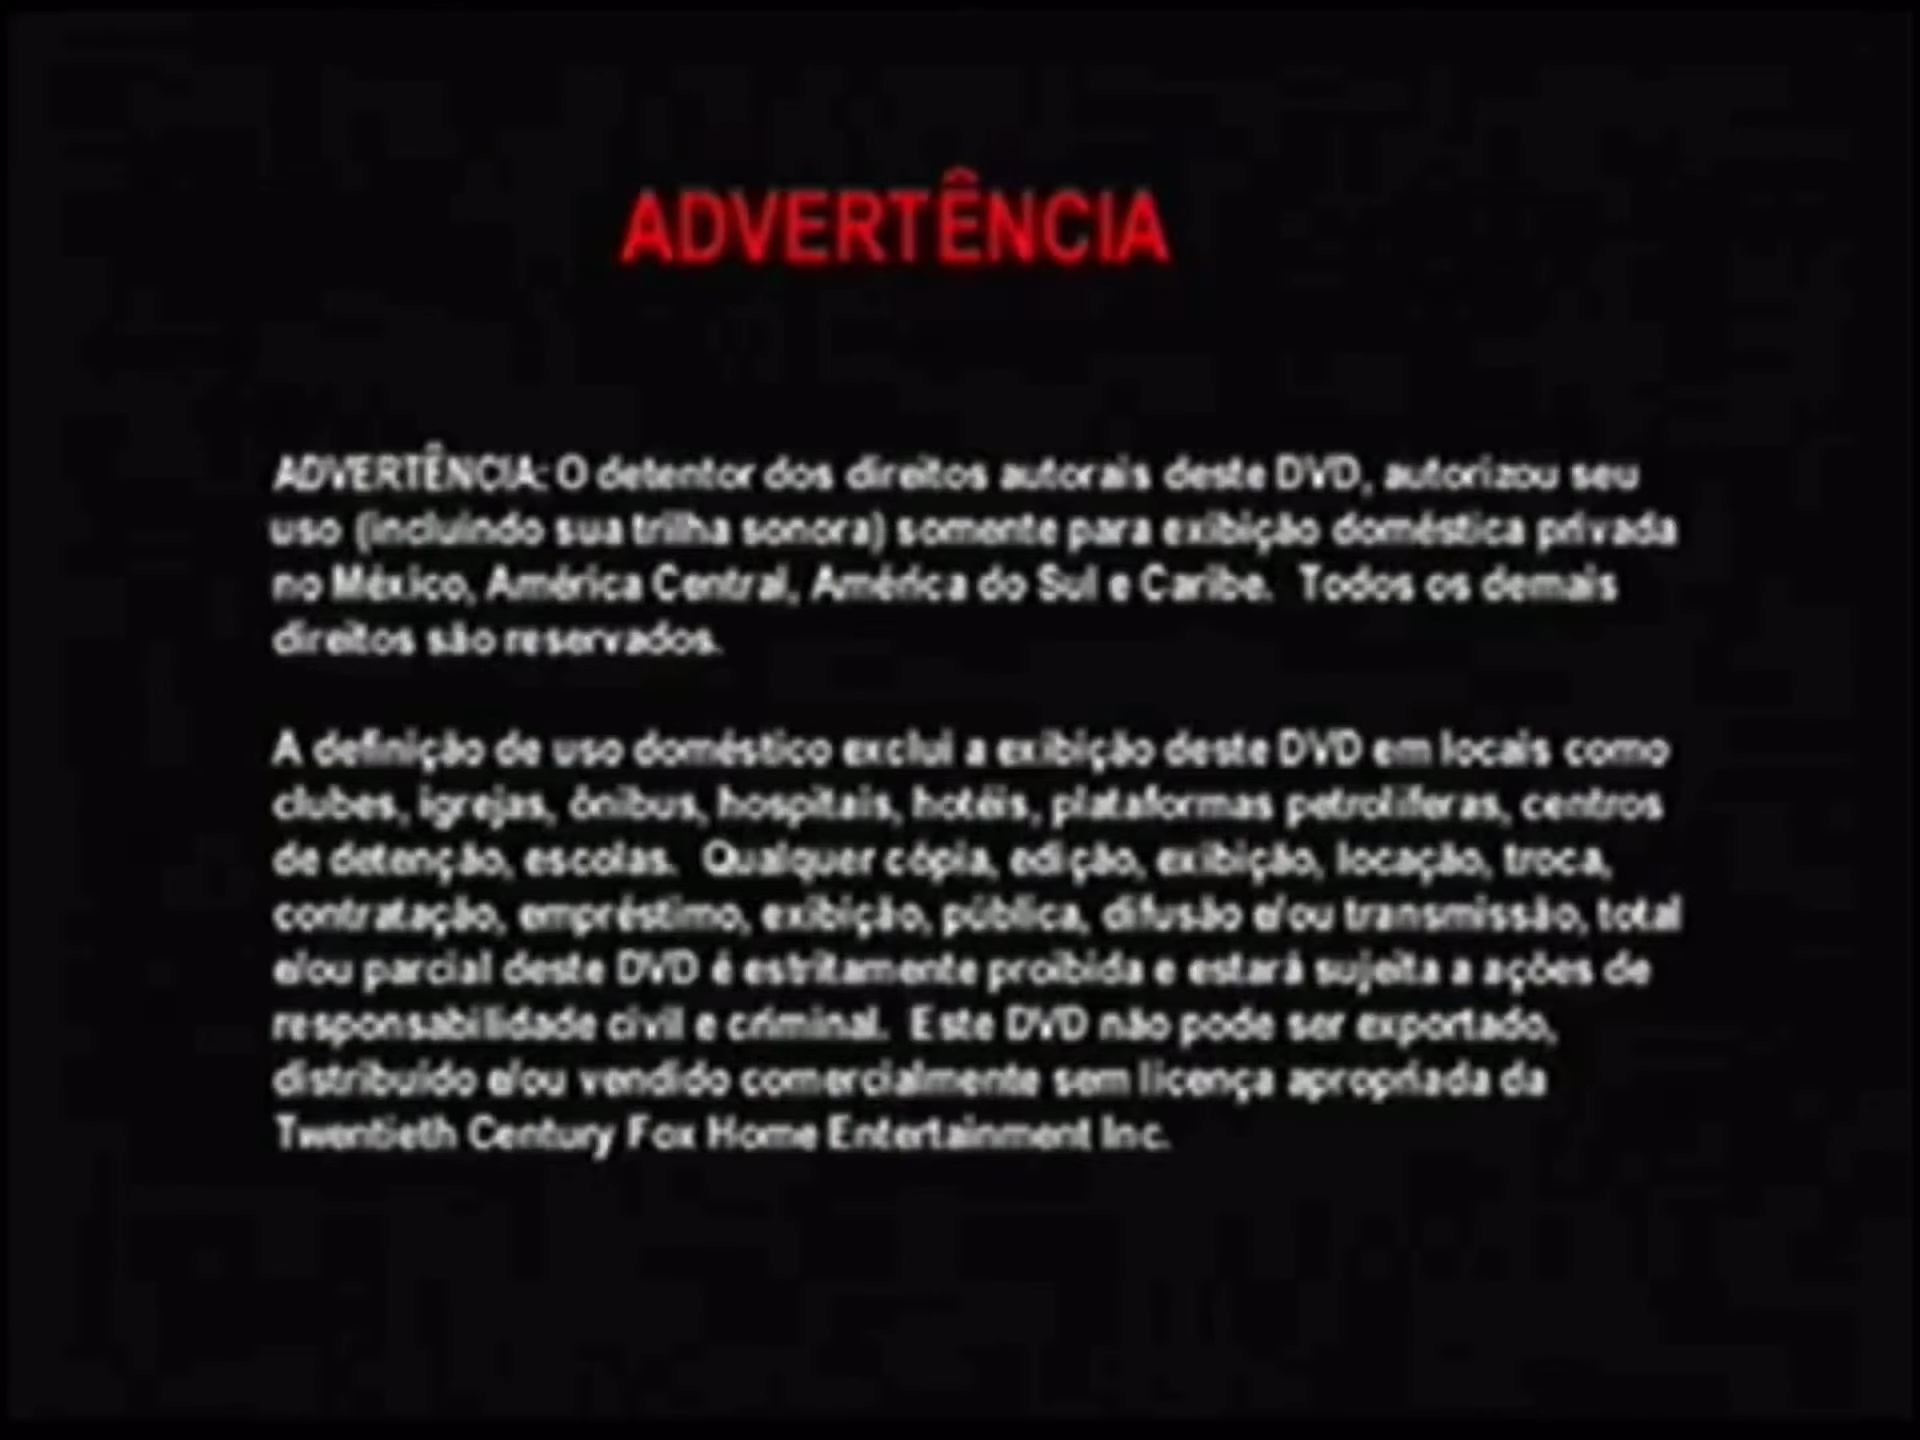 ADVERTÊNCIA
ADVERTÊNCIA: O detentor dos direitos autorais deste DVD, autorizou seu
uso (incluindo sua trilha sonora) somente para exibição doméstica privada
no México, América Central, América do Sul e Caribe. Todos os demais
direitos são reservados.
A definição de uso doméstico exclui a exibição deste DVD em locais como
clubes, igrejas, ônibus, hospitais, hotéis, plataformas petrolíferas, centros
de detenção, escolas. Qualquer cópia, edição, exibição, locação, troca,
contratação, empréstimo, exibição, pública, difusão e/ou transmissão, total
e/ou parcial deste DVD é estritamente proibida e estará sujeita a ações de
responsabilidade civil e criminal. Este DVD não pode ser exportado,
distribuído e/ou vendido comercialmente sem licença apropriada da
Twentieth Century Fox Home Entertainment Inc.